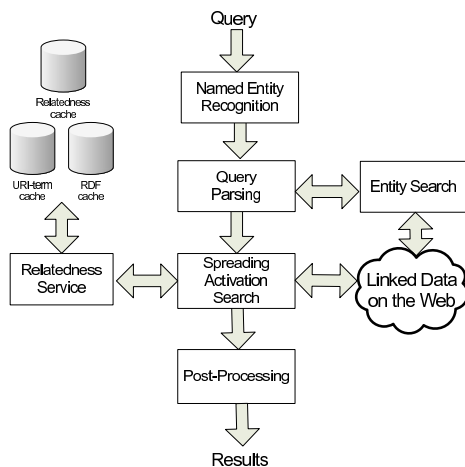 Query
Relatedness
cache
Named Entity
Recognition
URI-term
cache
RDF
cache
Query
Parsing
Entity Search
Relatedness
Service
Spreading
Activation
Search
Linked Data
on the Web
Post-Processing
Results